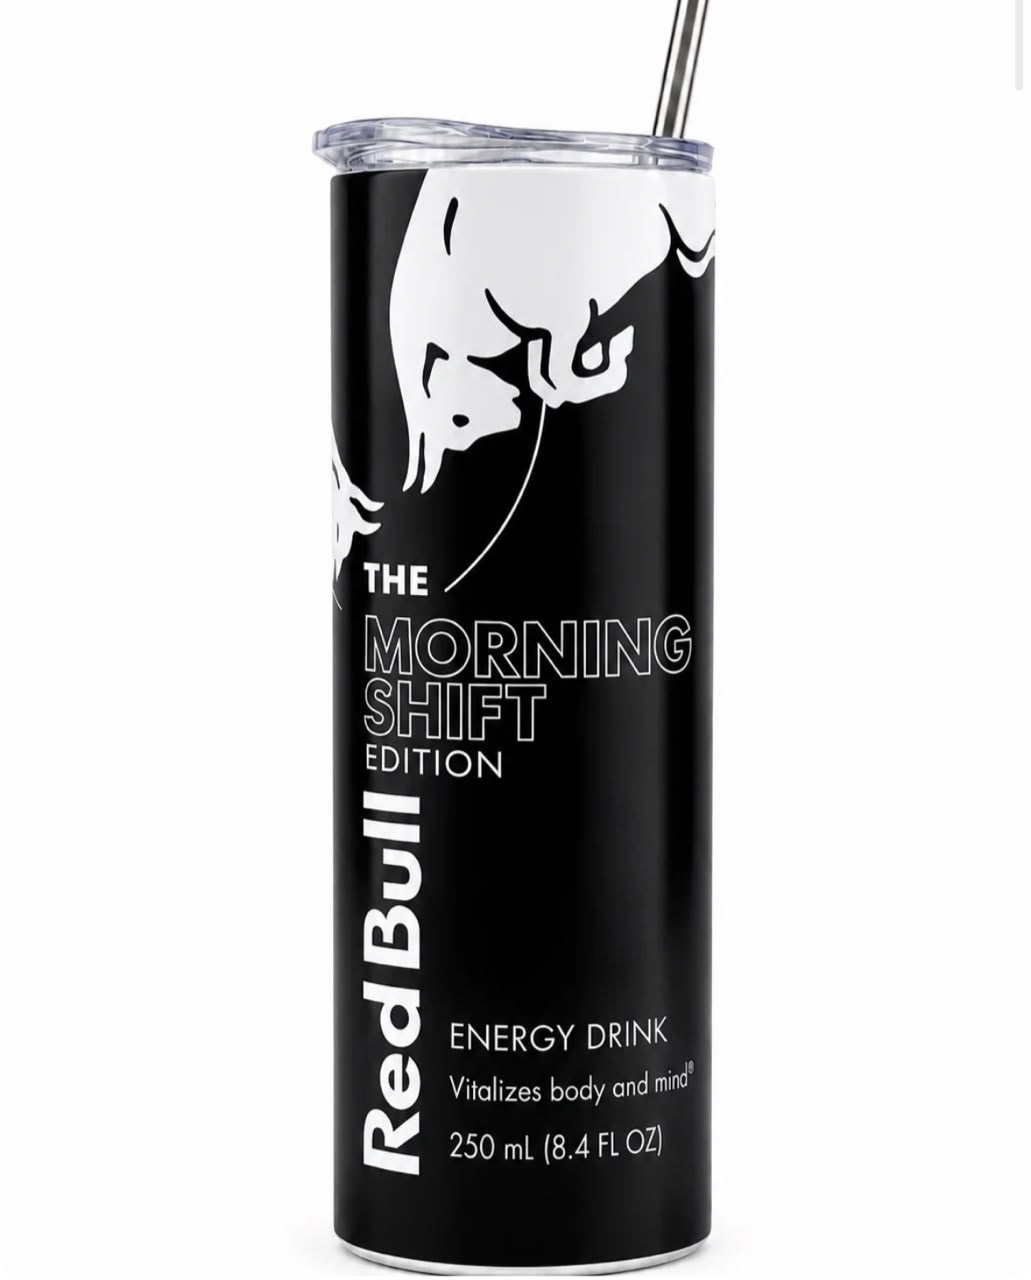 THE
MORNING
SHIFT
EDITION
Red Bull
ENERGY DRINK
Vitalizes body and mind®
250 mL (8.4 FL OZ)